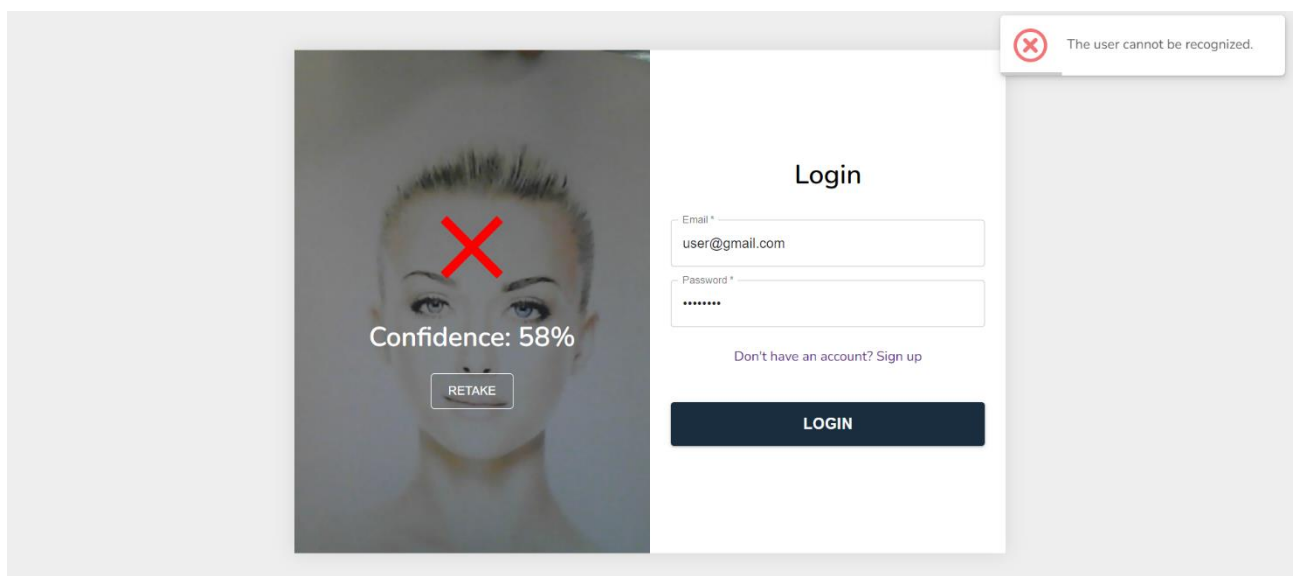 The user cannot be recognized.
Login
Email *
user@gmail.com
Password *
••••••••
Confidence: 58%
RETAKE
Don't have an account? Sign up
LOGIN